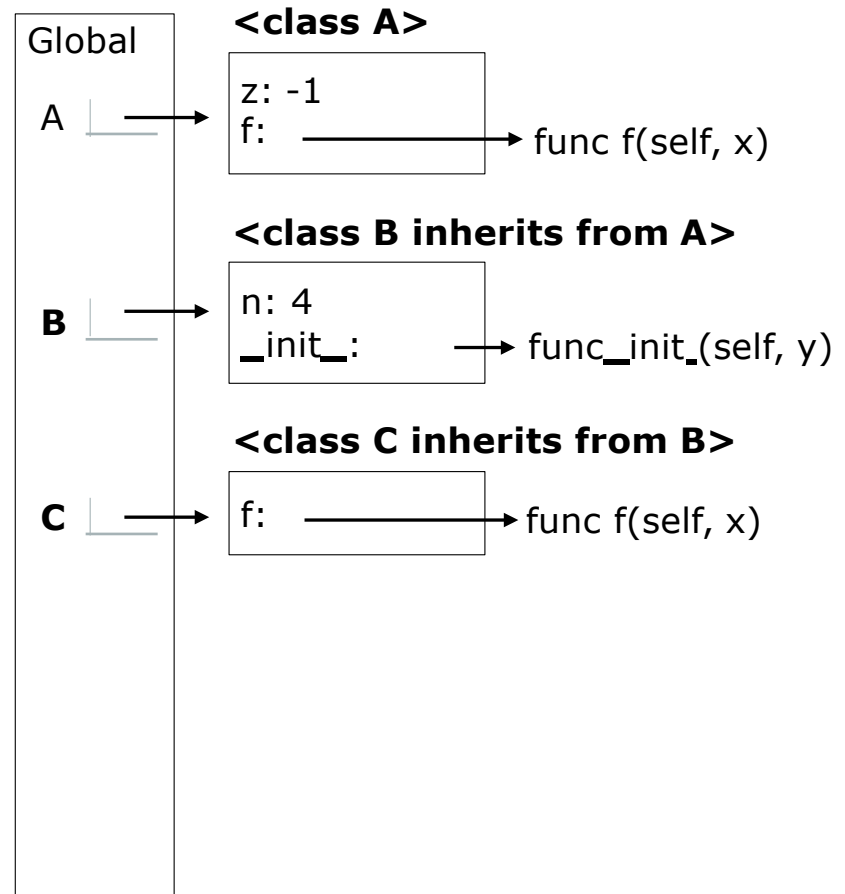 Global
<class A>
A
z: -1
f:
func f(self, x)
<class B inherits from A>
B
n: 4
_init_:
func_init_(self, y)
<class C inherits from B>
C
f:
func f(self, x)